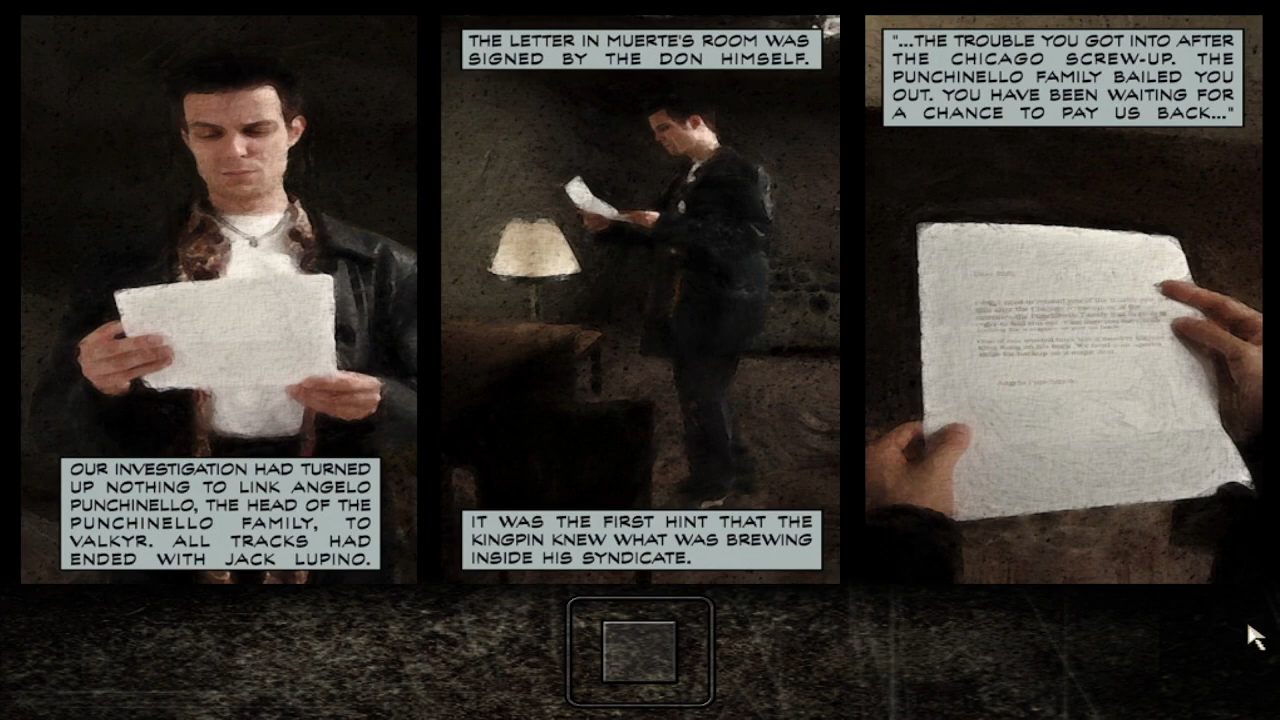 OUR INVESTIGATION HAD TURNED
UP NOTHING TO LINK ANGELO
PUNCHINELLO, THE HEAD OF THE
PUNCHINELLO FAMILY, TO
VALKYR. ALL TRACKS HAD
ENDED WITH JACK LUPINO.
THE LETTER IN MUERTE'S ROOM WAS
SIGNED BY THE DON HIMSELF.
IT WAS THE FIRST HINT THAT THE
KINGPIN KNEW WHAT WAS BREWING
INSIDE HIS SYNDICATE.
"...THE TROUBLE YOU GOT INTO AFTER
THE CHICAGO SCREW-UP. THE
PUNCHINELLO FAMILY BAILED YOU
OUT. YOU HAVE BEEN WAITING FOR
A CHANCE TO PAY US BACK..."